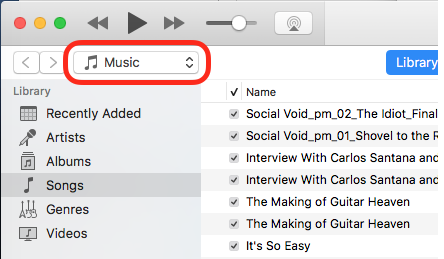 Music
Library
Library
✓ Name
Recently Added
Artists
Albums
Songs
Genres
Videos
Social Void_pm_02_The Idiot_Final
Social Void_pm_01_Shovel to the R
Interview With Carlos Santana and
Interview With Carlos Santana and
The Making of Guitar Heaven
The Making of Guitar Heaven
It's So Easy